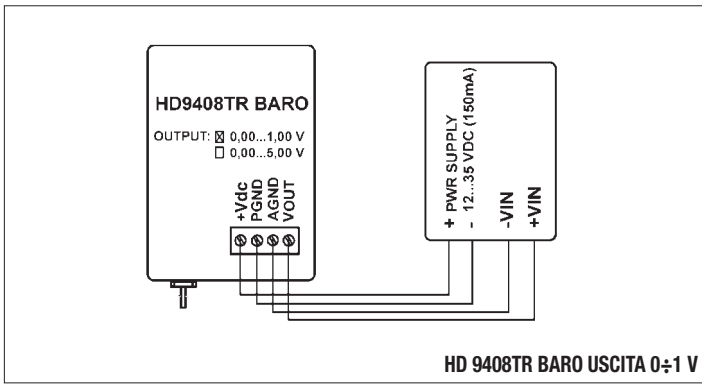 HD9408TR BARO
OUTPUT: ☒ 0,00...1,00 V
☐ 0,00...5,00 V
+Vdc
PGND
AGND
VOUT
+ PWR SUPPLY
- 12...35 VDC (150mA)
-VIN
+VIN
HD 9408TR BARO USCITA 0÷1 V